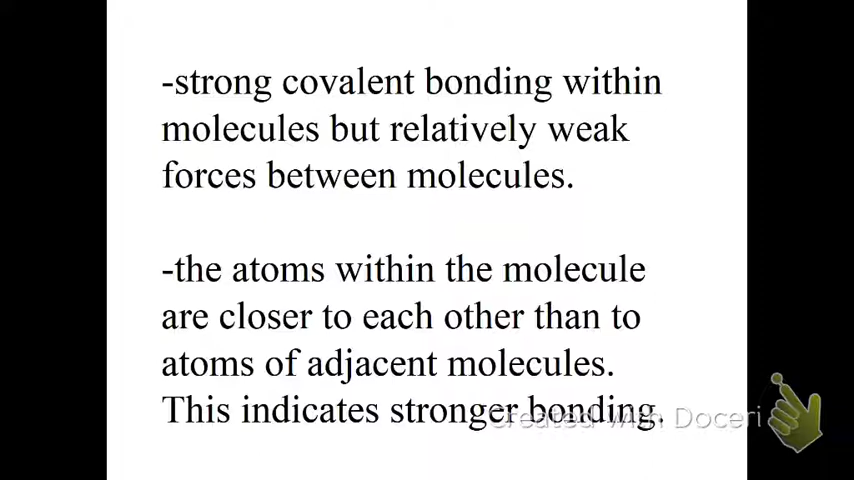 -strong covalent bonding within
molecules but relatively weak
forces between molecules.
-the atoms within the molecule
are closer to each other than to
atoms of adjacent molecules.
This indicates stronger bonding.
Created with Doceri